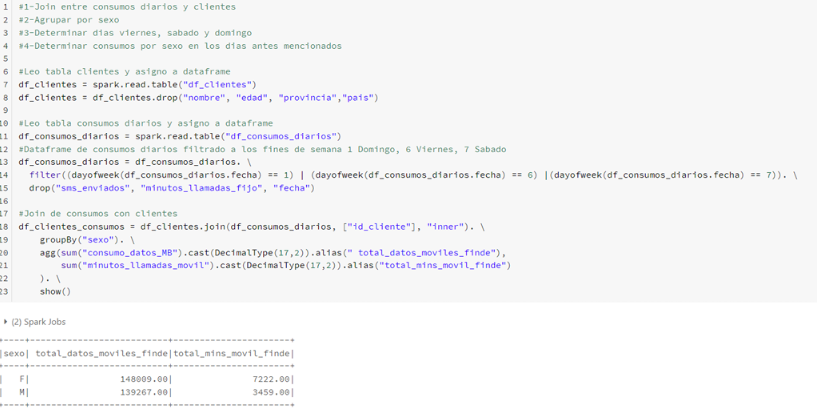 1 #1-Join entre consumos diarios y clientes
2 #2-Agrupar por sexo
3 #3-Determinar dias viernes, sabado y domingo
4 #4-Determinar consumos por sexo en los dias antes mencionados
5
6 #Leo tabla clientes y asigno a dataframe
7 df_clientes = spark.read.table("df_clientes")
8 df_clientes = df_clientes.drop("nombre", "edad", "provincia","pais")
9
10 #Leo tabla consumos diarios y asigno a dataframe
11 df_consumos_diarios = spark.read.table("df_consumos_diarios")
12 #Dataframe de consumos diarios filtrado a los fines de semana 1 Domingo, 6 Viernes, 7 Sabado
13 df_consumos_diarios = df_consumos_diarios. \
14 filter((dayofweek(df_consumos_diarios.fecha) == 1) | (dayofweek(df_consumos_diarios.fecha) == 6) |(dayofweek(df_consumos_diarios.fecha) == 7)). \
15 drop("sms_enviados", "minutos_llamadas_fijo", "fecha")
16
17 #Join de consumos con clientes
18 df_clientes_consumos = df_clientes.join(df_consumos_diarios, ["id_cliente"], "inner"). \
19 groupBy("sexo"). \
20 agg(sum("consumo_datos_MB").cast(DecimalType(17,2)).alias(" total_datos_moviles_finde"),
21 sum("minutos_llamadas_movil").cast(DecimalType(17,2)).alias("total_mins_movil_finde")
22 ). \
23 show()
(2) Spark Jobs
+----+--------------------------+----------------------+
|sexo| total_datos_moviles_finde|total_mins_movil_finde|
+----+--------------------------+----------------------+
| F| 148009.00| 7222.00|
| M| 139267.00| 3459.00|
+----+--------------------------+----------------------+